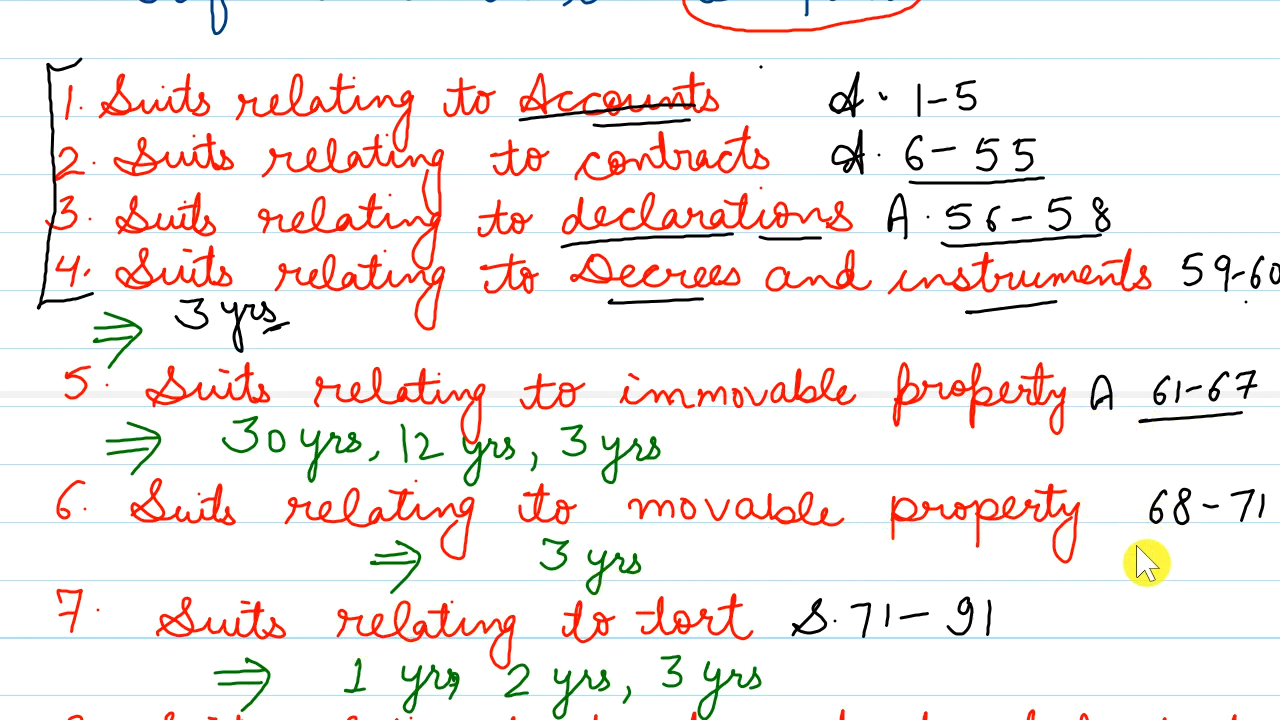 1. Suits relating to Accounts A. 1-5
2. Suits relating to contracts A. 6-55
3. Suits relating to declarations A. 56-58
4. Suits relating to Decrees and instruments 59-60
⇒ 3 yrs
5. Suits relating to immovable property A 61-67
⇒ 30 yrs, 12 yrs, 3 yrs
6. Suits relating to movable property 68-71
⇒ 3 yrs
7. Suits relating to tort S. 71-91
⇒ 1 yrs, 2 yrs, 3 yrs